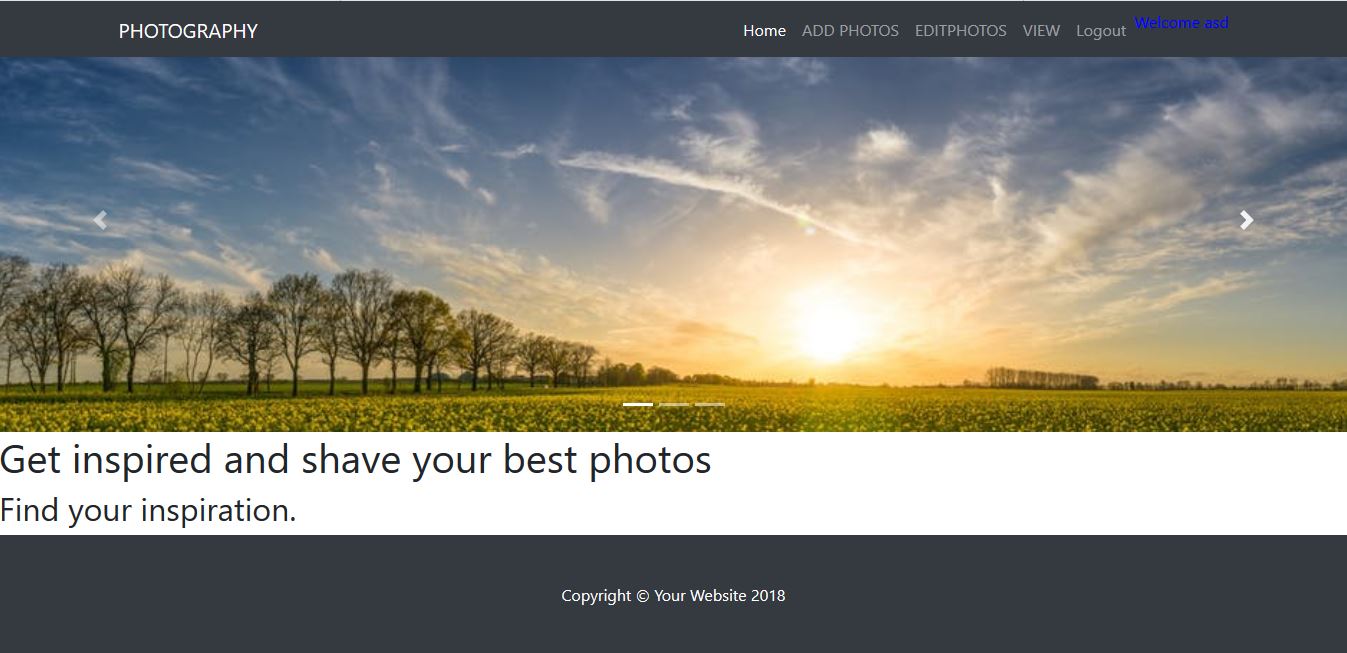 PHOTOGRAPHY Home ADD PHOTOS EDITPHOTOS VIEW Logout Welcome asd
Get inspired and shave your best photos
Find your inspiration.
Copyright © Your Website 2018